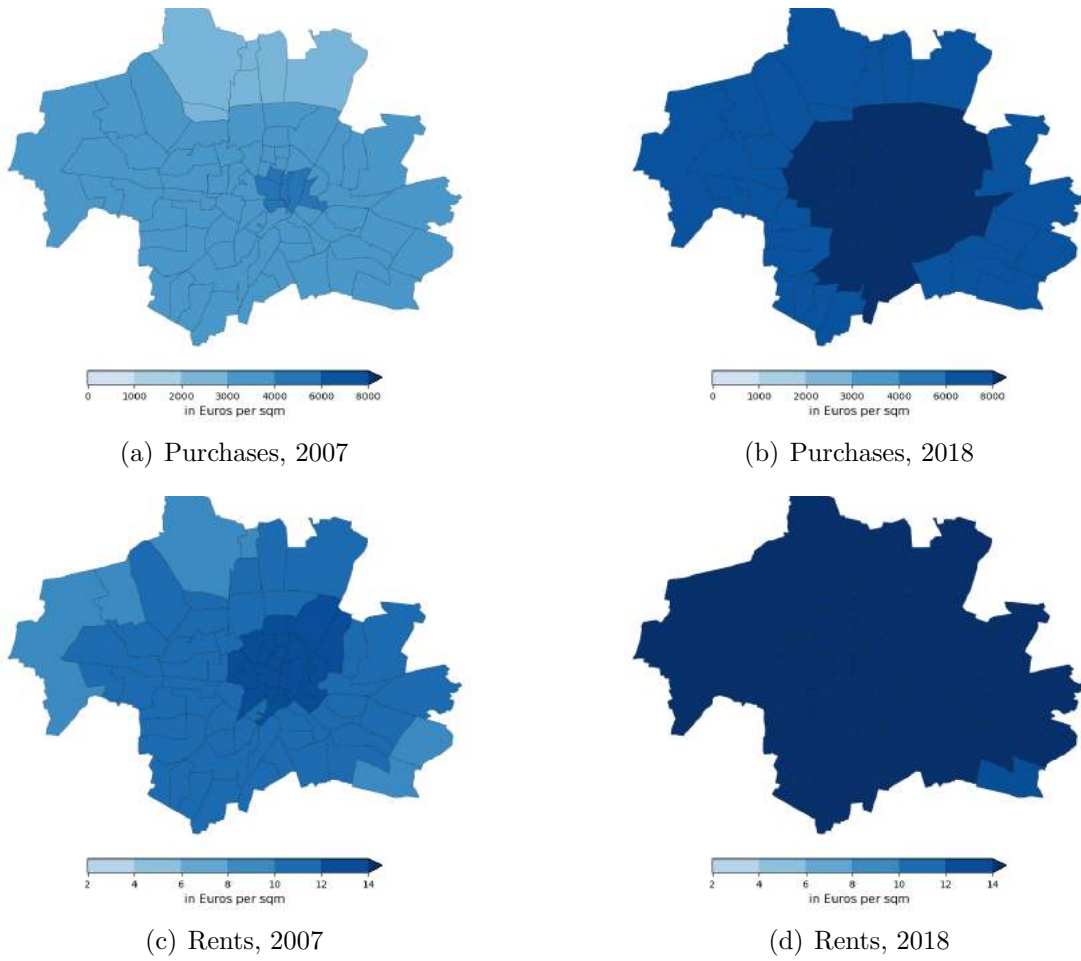 0 1000 2000 3000 4000 6000 8000
in Euros per sqm
(a) Purchases, 2007
0 1000 2000 3000 4000 6000 8000
in Euros per sqm
(b) Purchases, 2018
2 4 6 8 10 12 14
in Euros per sqm
(c) Rents, 2007
2 4 6 8 10 12 14
in Euros per sqm
(d) Rents, 2018